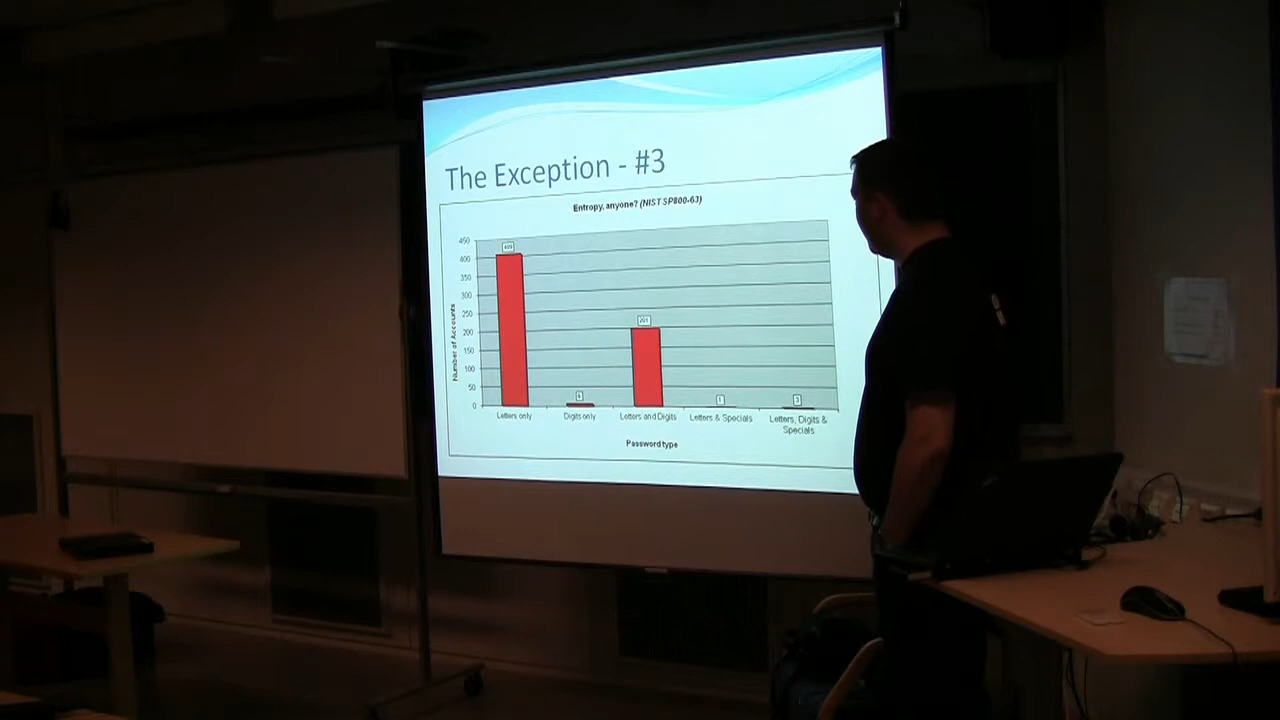 The Exception - #3
Entropy, anyone? (NIST SP800-63)
Number of Accounts
450
400
350
300
250
200
150
100
50
0
Letters only
Digits only
Letters and Digits
Letters & Specials
Letters, Digits &
Specials
Password type